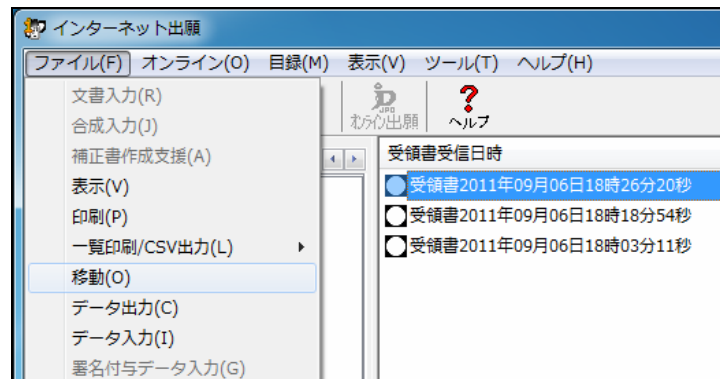 インターネット出願
ファイル(F) オンライン(O) 目録(M) 表示(V) ツール(T) ヘルプ(H)
文書入力(R)
合成入力(J)
補正書作成支援(A)
表示(V)
印刷(P)
一覧印刷/CSV出力(L)
移動(O)
データ出力(C)
データ入力(I)
署名付与データ入力(G)
JPO
オンライン出願
ヘルプ
受領書受信日時
受領書2011年09月06日18時26分20秒
受領書2011年09月06日18時18分54秒
受領書2011年09月06日18時03分11秒